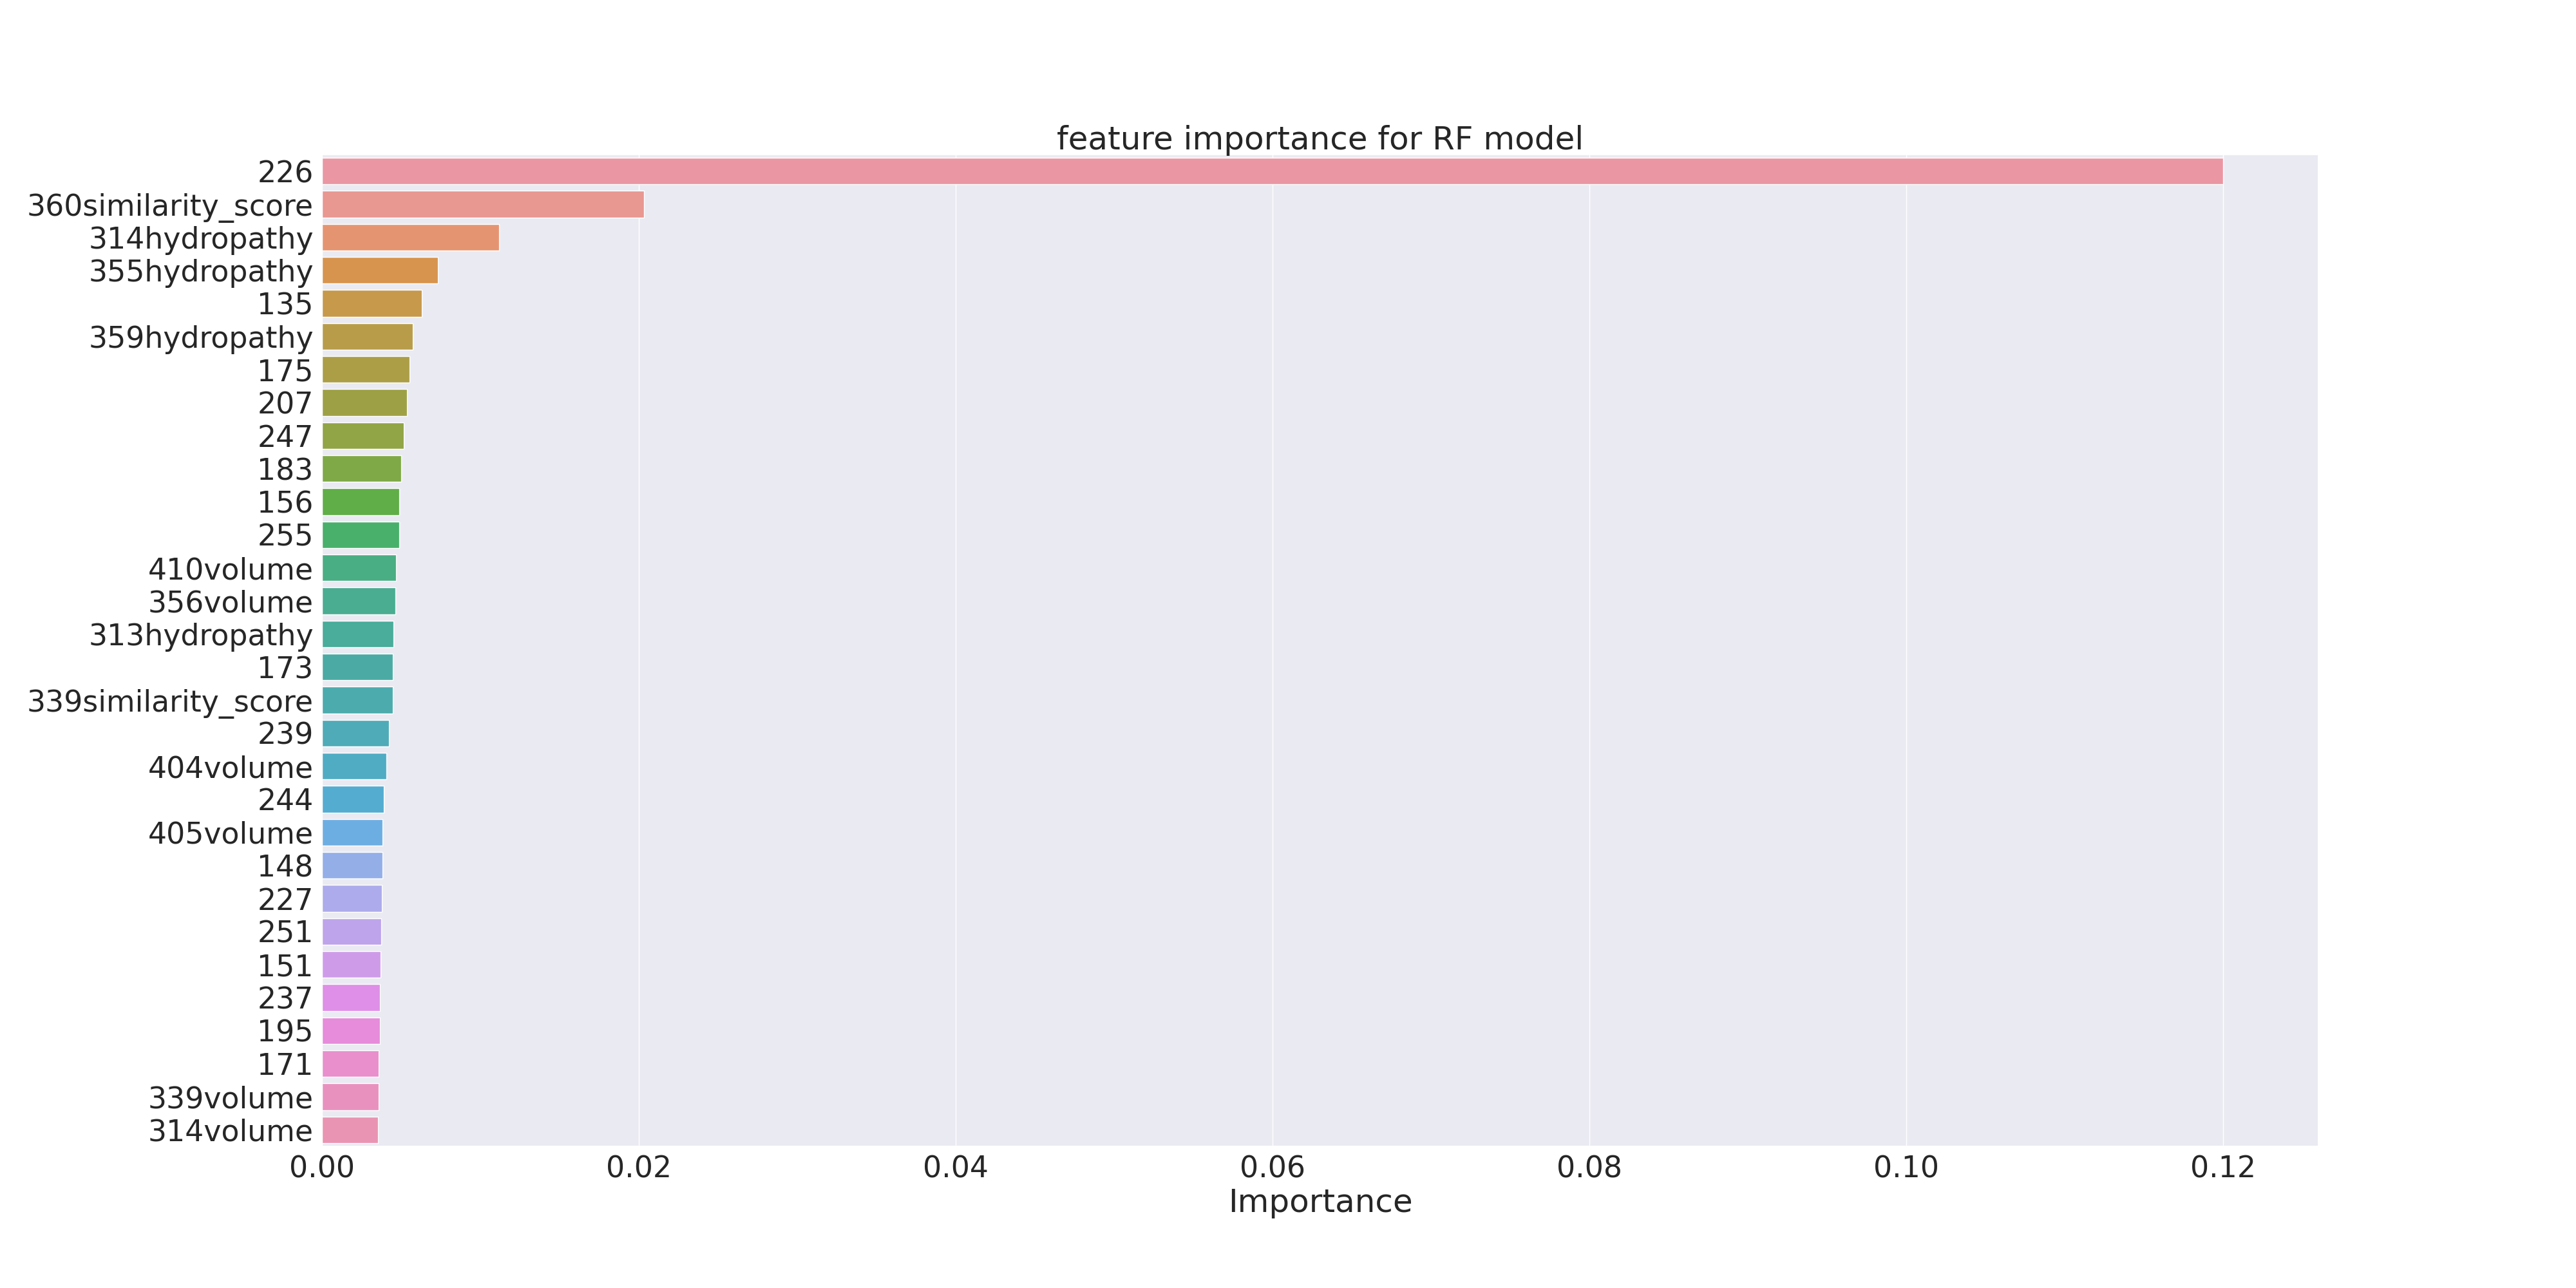 feature importance for RF model
226
360similarity_score
314hydropathy
355hydropathy
135
359hydropathy
175
207
247
183
156
255
410volume
356volume
313hydropathy
173
339similarity_score
239
404volume
244
405volume
148
227
251
151
237
195
171
339volume
314volume
0.00 0.02 0.04 0.06 0.08 0.10 0.12
Importance